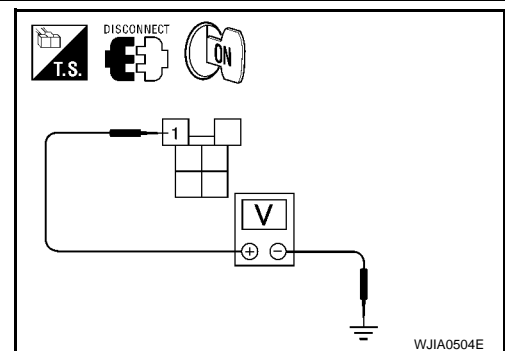 DISCONNECT
T.S.
ON
1
V
+ −
WJIA0504E